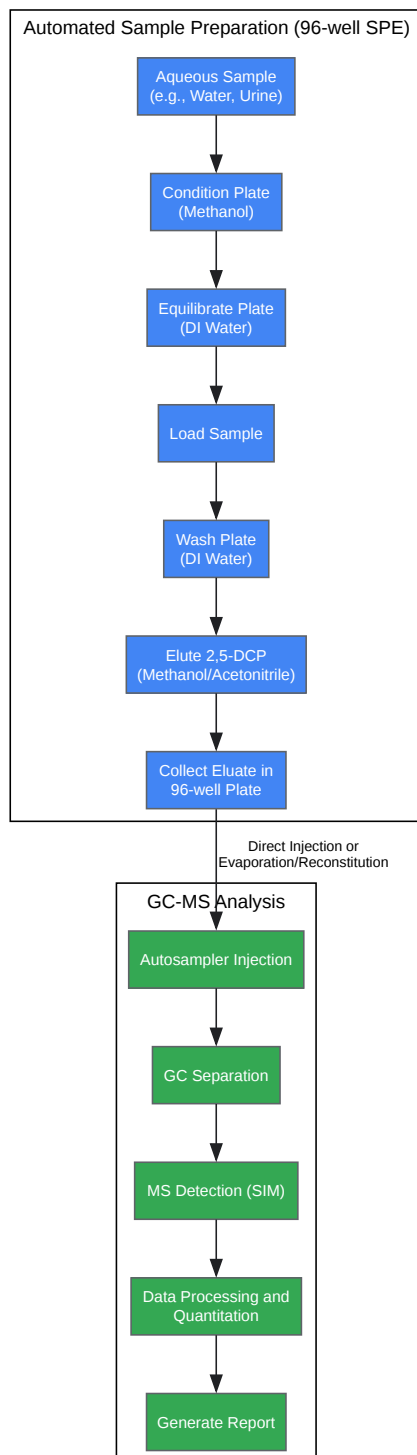 Automated Sample Preparation (96-well SPE)
Aqueous Sample
(e.g., Water, Urine)
Condition Plate
(Methanol)
Equilibrate Plate
(DI Water)
Load Sample
Wash Plate
(DI Water)
Elute 2,5-DCP
(Methanol/Acetonitrile)
Collect Eluate in
96-well Plate
Direct Injection or
Evaporation/Reconstitution
GC-MS Analysis
Autosampler Injection
GC Separation
MS Detection (SIM)
Data Processing and
Quantitation
Generate Report